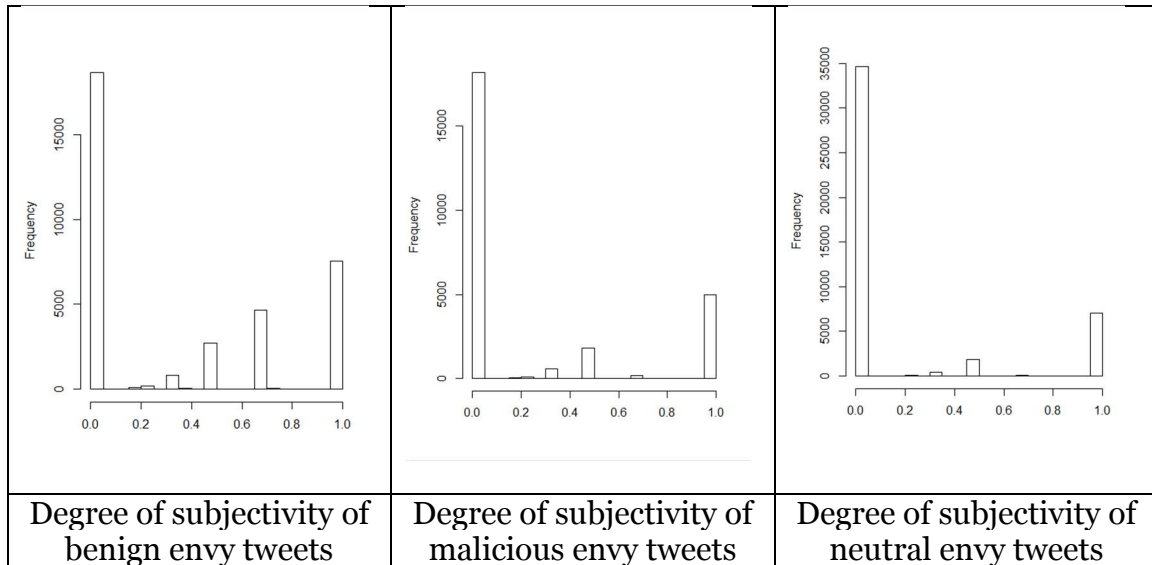 Frequency
15000
10000
5000
0
0.0 0.2 0.4 0.6 0.8 1.0
Degree of subjectivity of
benign envy tweets
Frequency
15000
10000
5000
0
0.0 0.2 0.4 0.6 0.8 1.0
Degree of subjectivity of
malicious envy tweets
Frequency
35000
30000
25000
20000
15000
10000
5000
0
0.0 0.2 0.4 0.6 0.8 1.0
Degree of subjectivity of
neutral envy tweets